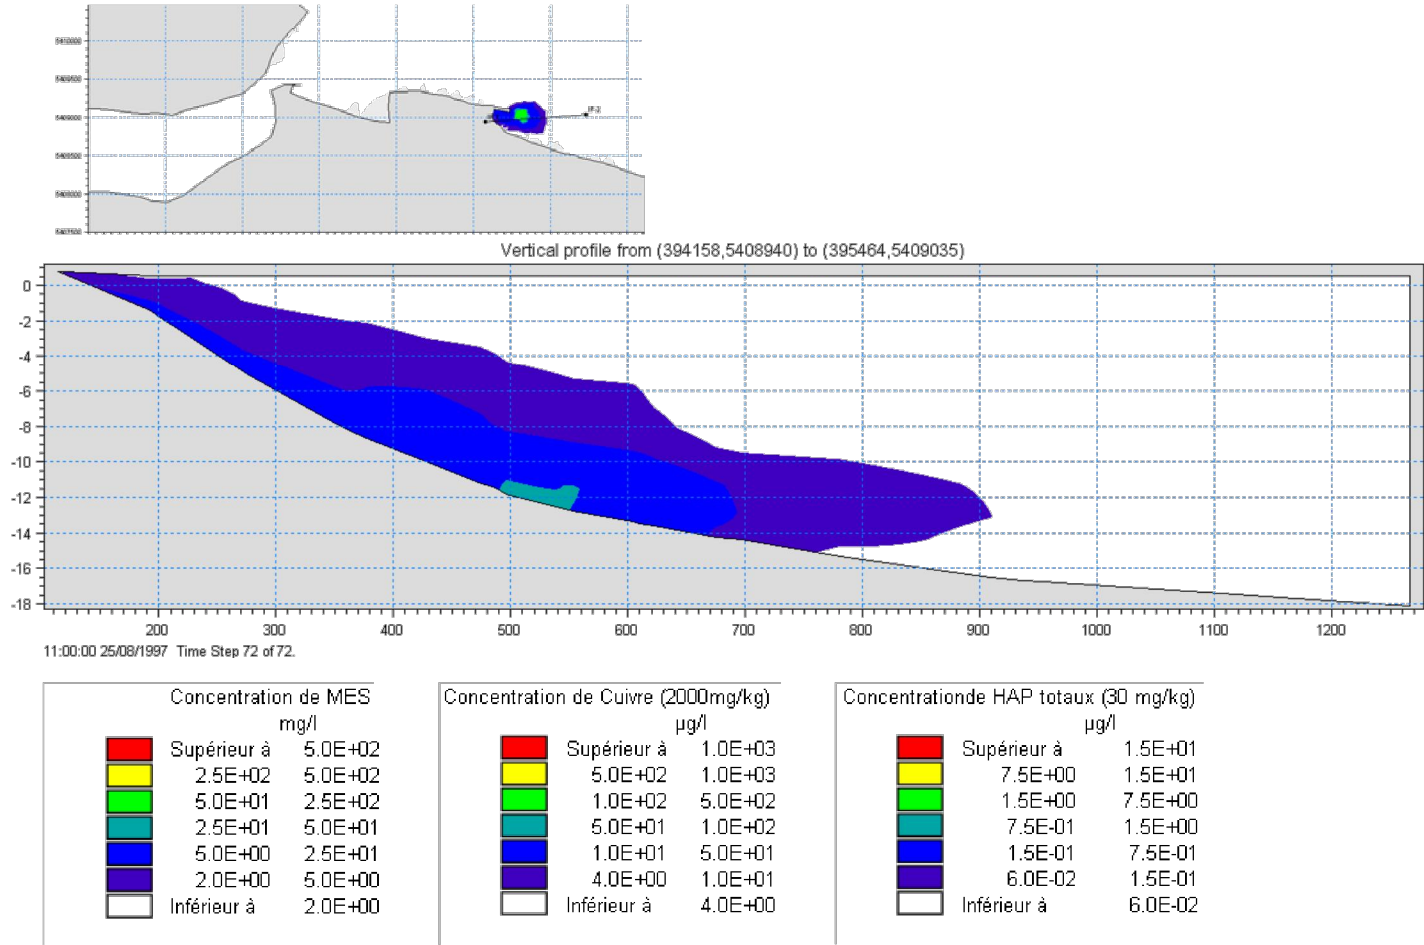 5410000
5409500
5409000
5408500
5408000
5407500
Vertical profile from (394158,5408940) to (395464,5409035)
0
-2
-4
-6
-8
-10
-12
-14
-16
-18
200 300 400 500 600 700 800 900 1000 1100 1200
11:00:00 25/08/1997 Time Step 72 of 72.
Concentration de MES
mg/l
Supérieur à 5.0E+02
2.5E+02 5.0E+02
5.0E+01 2.5E+02
2.5E+01 5.0E+01
5.0E+00 2.5E+01
2.0E+00 5.0E+00
Inférieur à 2.0E+00
Concentration de Cuivre (2000mg/kg)
µg/l
Supérieur à 1.0E+03
5.0E+02 1.0E+03
1.0E+02 5.0E+02
5.0E+01 1.0E+02
1.0E+01 5.0E+01
4.0E+00 1.0E+01
Inférieur à 4.0E+00
Concentrationde HAP totaux (30 mg/kg)
µg/l
Supérieur à 1.5E+01
7.5E+00 1.5E+01
1.5E+00 7.5E+00
7.5E-01 1.5E+00
1.5E-01 7.5E-01
6.0E-02 1.5E-01
Inférieur à 6.0E-02